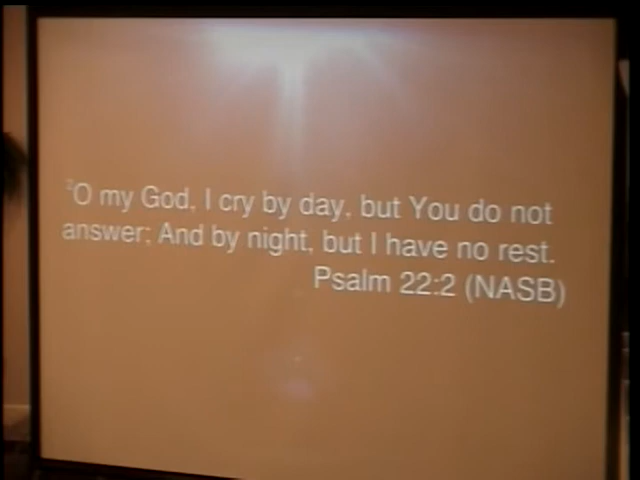 ²O my God, I cry by day, but You do not
answer; And by night, but I have no rest.
Psalm 22:2 (NASB)